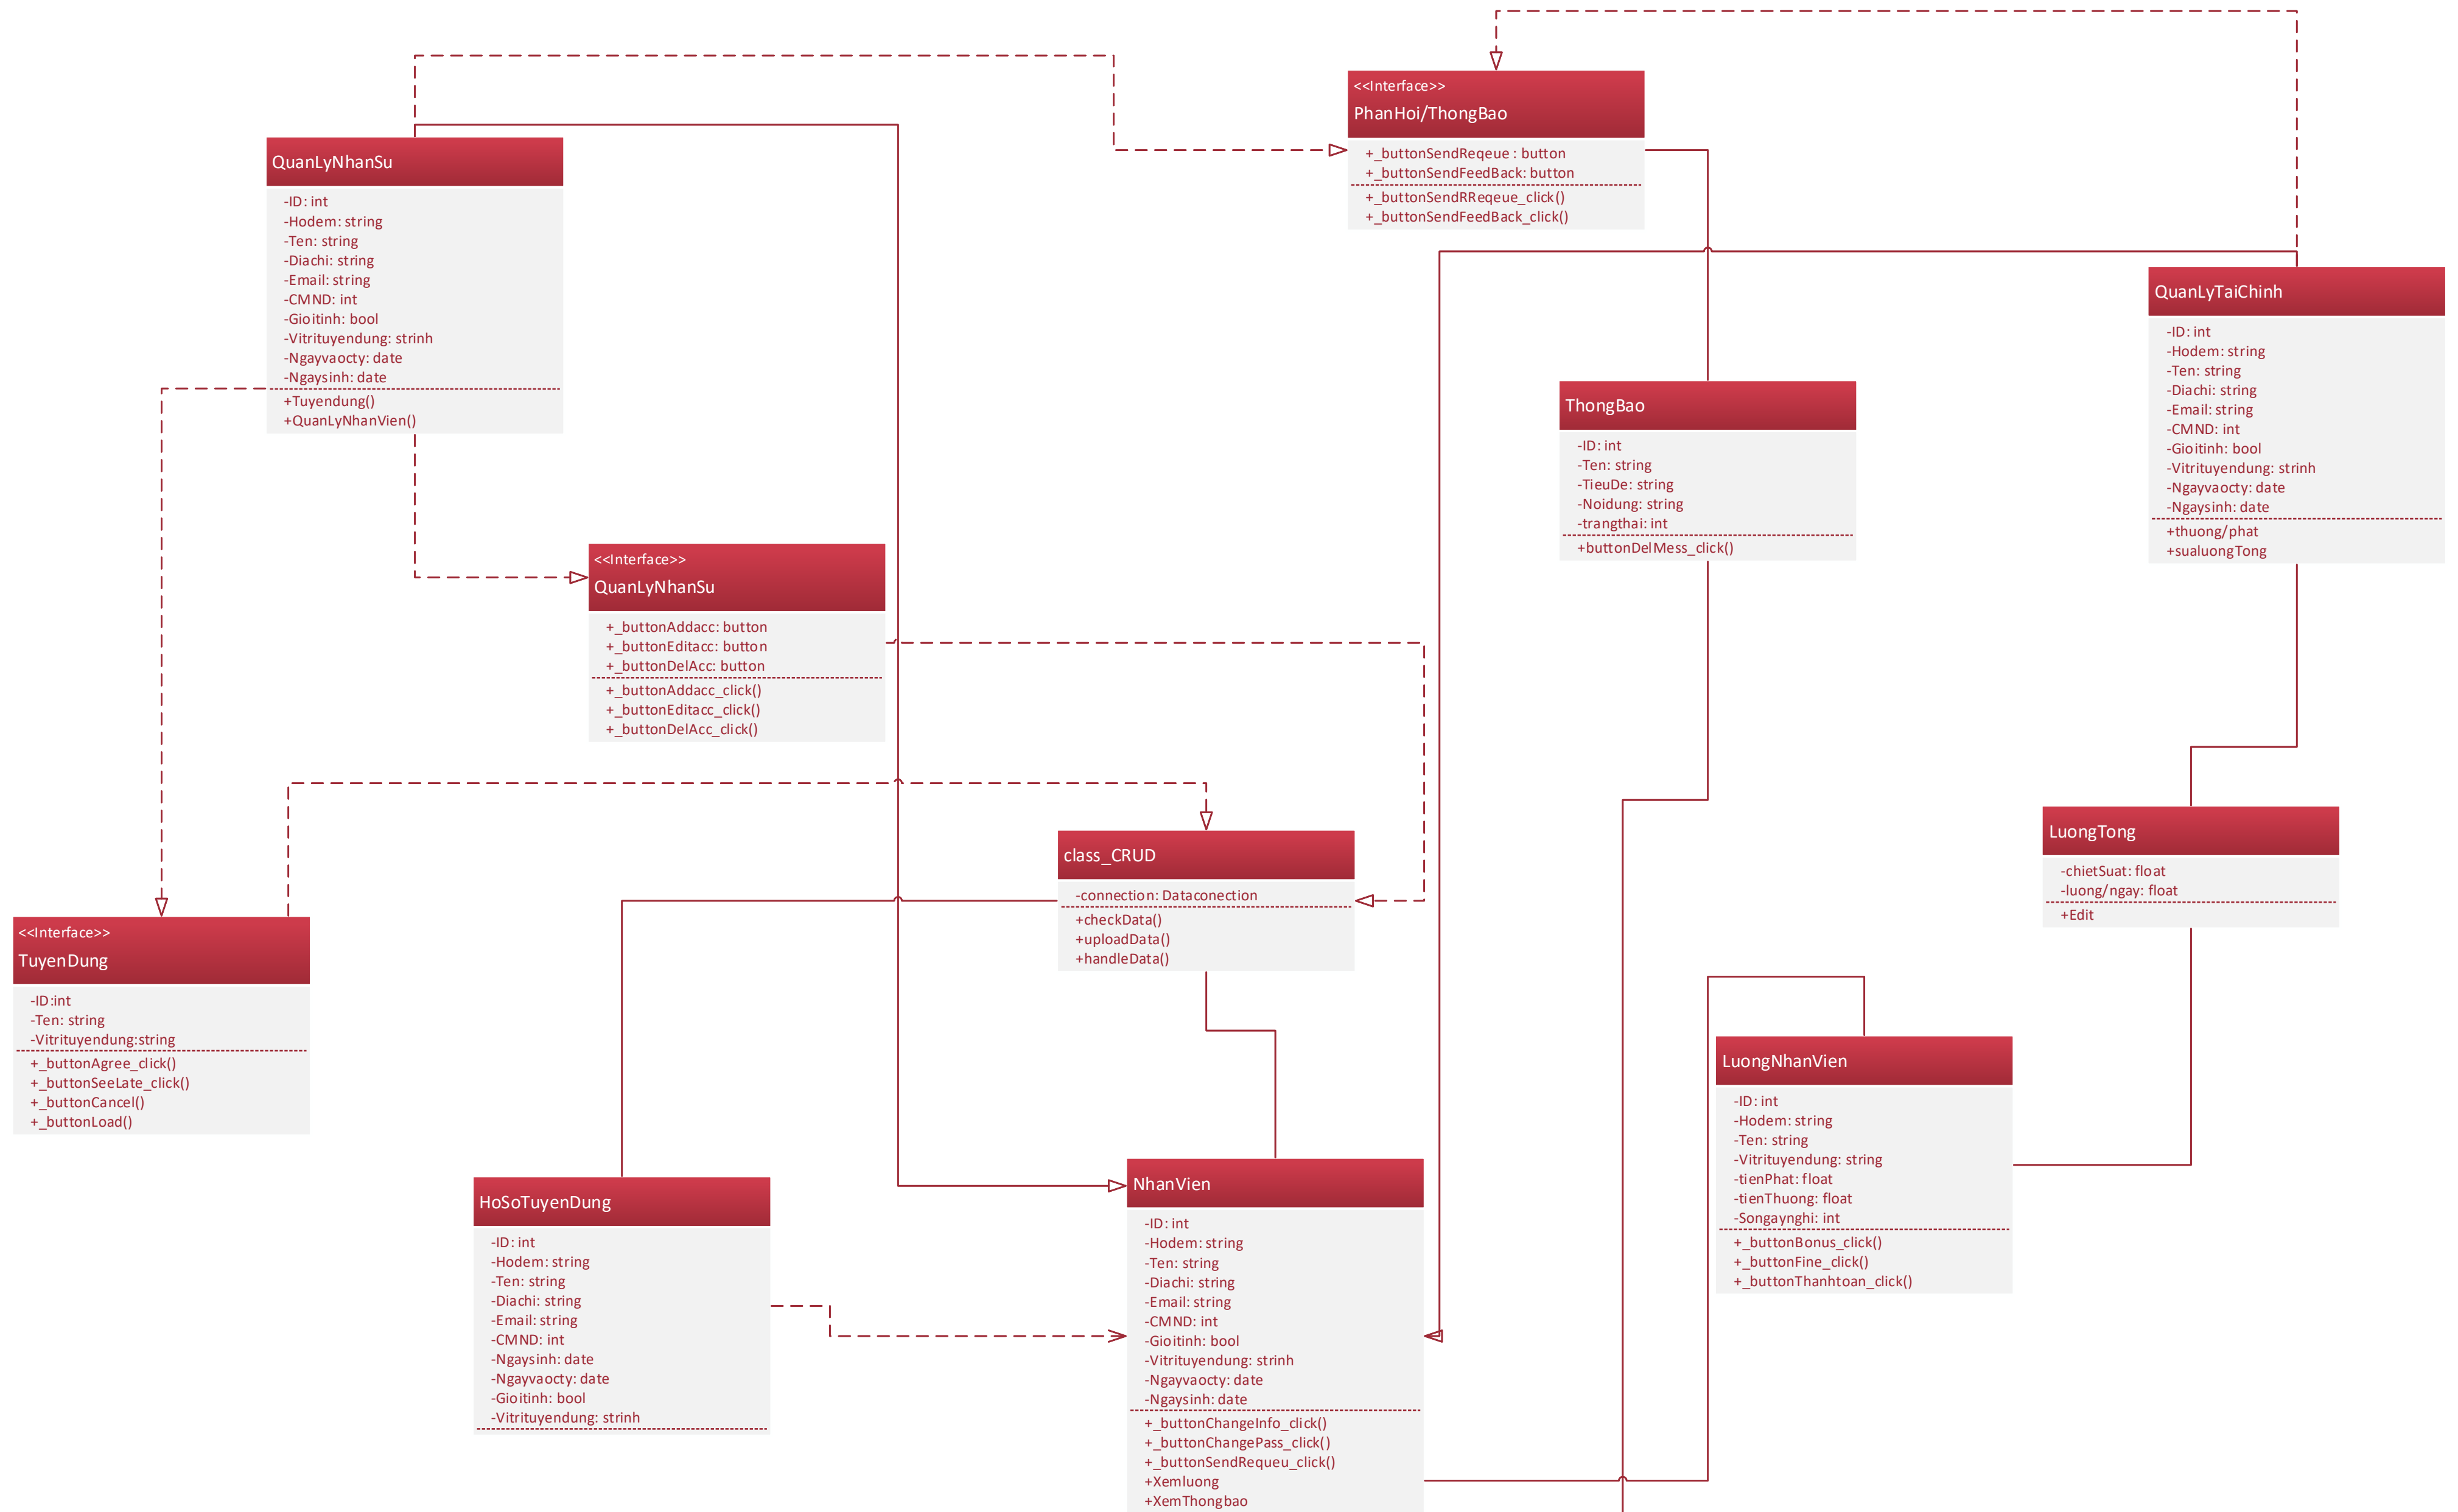 <<Interface>>
PhanHoi/ThongBao
+_buttonSendReqeue : button
+_buttonSendFeedBack: button
+_buttonSendRReqeue_click()
+_buttonSendFeedBack_click()
QuanLyNhanSu
-ID: int
-Hodem: string
-Ten: string
-Diachi: string
-Email: string
-CMND: int
-Gioitinh: bool
-Vitrituyendung: strinh
-Ngayvaocty: date
-Ngaysinh: date
+Tuyendung()
+QuanLyNhanVien()
QuanLyTaiChinh
-ID: int
-Hodem: string
-Ten: string
-Diachi: string
-Email: string
-CMND: int
-Gioitinh: bool
-Vitrituyendung: strinh
-Ngayvaocty: date
-Ngaysinh: date
+thuong/phat
+sualuongTong
ThongBao
-ID: int
-Ten: string
-TieuDe: string
-Noidung: string
-trangthai: int
+buttonDelMess_click()
<<Interface>>
QuanLyNhanSu
+_buttonAddacc: button
+_buttonEditacc: button
+_buttonDelAcc: button
+_buttonAddacc_click()
+_buttonEditacc_click()
+_buttonDelAcc_click()
class_CRUD
-connection: Dataconection
+checkData()
+uploadData()
+handleData()
LuongTong
-chietSuat: float
-luong/ngay: float
+Edit
<<Interface>>
TuyenDung
-ID:int
-Ten: string
-Vitrituyendung:string
+_buttonAgree_click()
+_buttonSeeLate_click()
+_buttonCancel()
+_buttonLoad()
LuongNhanVien
-ID: int
-Hodem: string
-Ten: string
-Vitrituyendung: string
-tienPhat: float
-tienThuong: float
-Songaynghi: int
+_buttonBonus_click()
+_buttonFine_click()
+_buttonThanhtoan_click()
HoSoTuyenDung
-ID: int
-Hodem: string
-Ten: string
-Diachi: string
-Email: string
-CMND: int
-Ngaysinh: date
-Ngayvaocty: date
-Gioitinh: bool
-Vitrituyendung: strinh
NhanVien
-ID: int
-Hodem: string
-Ten: string
-Diachi: string
-Email: string
-CMND: int
-Gioitinh: bool
-Vitrituyendung: strinh
-Ngayvaocty: date
-Ngaysinh: date
+_buttonChangeInfo_click()
+_buttonChangePass_click()
+_buttonSendRequeu_click()
+Xemluong
+XemThongbao